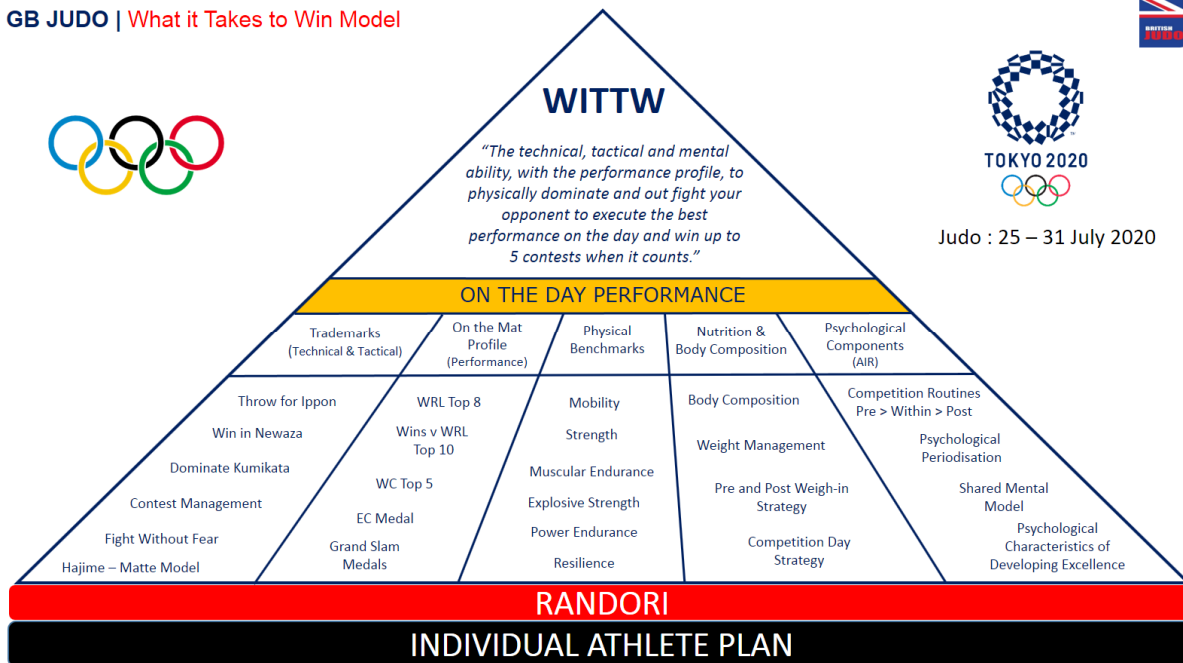 GB JUDO | What it Takes to Win Model
BRITISH
JUDO
WITTW
"The technical, tactical and mental
ability, with the performance profile, to
physically dominate and out fight your
opponent to execute the best
performance on the day and win up to
5 contests when it counts."
TOKYO 2020
Judo : 25 – 31 July 2020
ON THE DAY PERFORMANCE
Trademarks
(Technical & Tactical)
On the Mat
Profile
(Performance)
Physical
Benchmarks
Nutrition &
Body Composition
Psychological
Components
(AIR)
Throw for Ippon
Win in Newaza
Dominate Kumikata
Contest Management
Fight Without Fear
Hajime – Matte Model
WRL Top 8
Wins v WRL
Top 10
WC Top 5
EC Medal
Grand Slam
Medals
Mobility
Strength
Muscular Endurance
Explosive Strength
Power Endurance
Resilience
Body Composition
Weight Management
Pre and Post Weigh-in
Strategy
Competition Day
Strategy
Competition Routines
Pre > Within > Post
Psychological
Periodisation
Shared Mental
Model
Psychological
Characteristics of
Developing Excellence
RANDORI
INDIVIDUAL ATHLETE PLAN